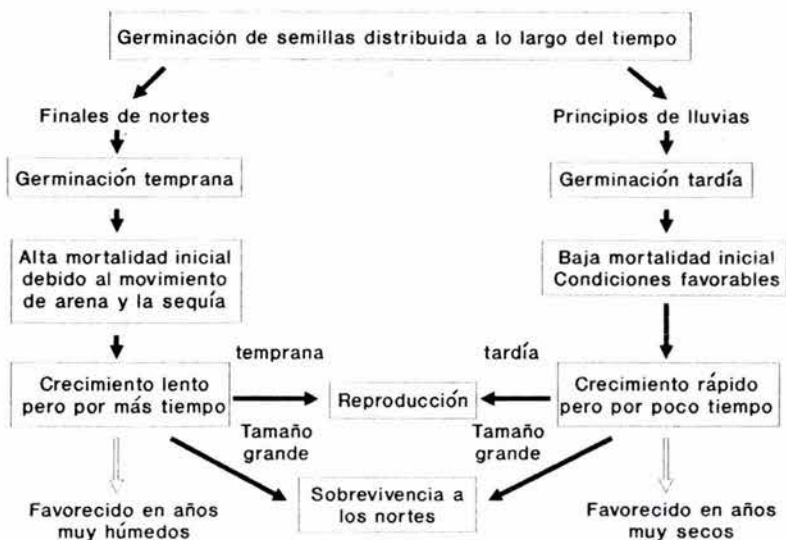 Germinación de semillas distribuida a lo largo del tiempo
Finales de nortes
Principios de lluvias
Germinación temprana
Germinación tardía
Alta mortalidad inicial
debido al movimiento
de arena y la sequía
Baja mortalidad inicial
Condiciones favorables
temprana
tardía
Crecimiento lento
pero por más tiempo
Reproducción
Crecimiento rápido
pero por poco tiempo
Tamaño
grande
Tamaño
grande
Sobrevivencia a
los nortes
Favorecido en años
muy húmedos
Favorecido en años
muy secos